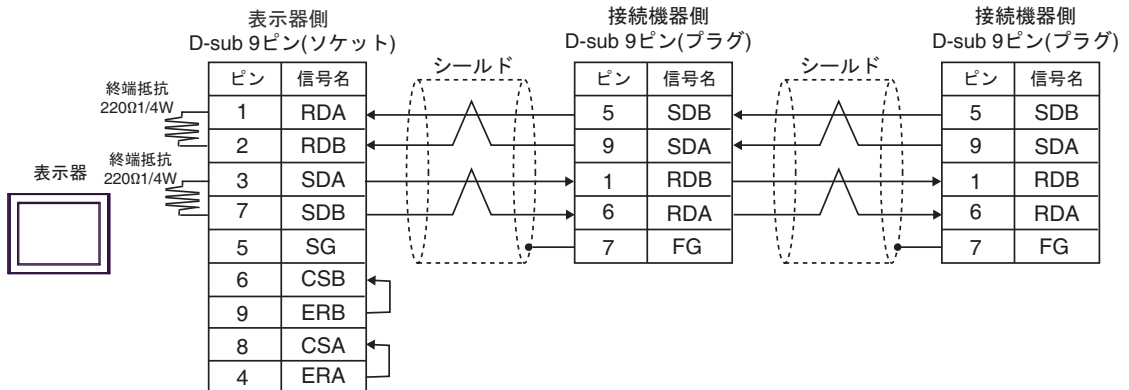 表示器側
D-sub 9ピン(ソケット)
接続機器側
D-sub 9ピン(プラグ)
接続機器側
D-sub 9ピン(プラグ)
表示器
終端抵抗
220Ω1/4W
終端抵抗
220Ω1/4W
ピン 信号名
1 RDA
2 RDB
3 SDA
7 SDB
5 SG
6 CSB
9 ERB
8 CSA
4 ERA
シールド
ピン 信号名
5 SDB
9 SDA
1 RDB
6 RDA
7 FG
シールド
ピン 信号名
5 SDB
9 SDA
1 RDB
6 RDA
7 FG